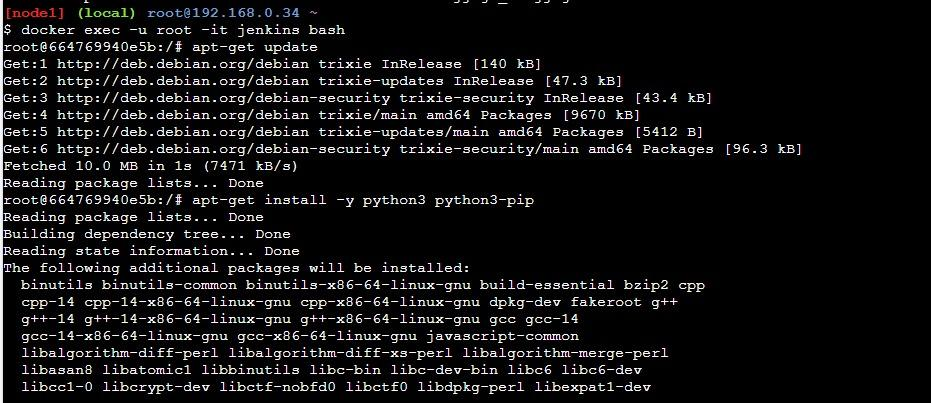 [node1] (local) root@192.168.0.34 ~
$ docker exec -u root -it jenkins bash
root@664769940e5b:/# apt-get update
Get:1 http://deb.debian.org/debian trixie InRelease [140 kB]
Get:2 http://deb.debian.org/debian trixie-updates InRelease [47.3 kB]
Get:3 http://deb.debian.org/debian-security trixie-security InRelease [43.4 kB]
Get:4 http://deb.debian.org/debian trixie/main amd64 Packages [9670 kB]
Get:5 http://deb.debian.org/debian trixie-updates/main amd64 Packages [5412 B]
Get:6 http://deb.debian.org/debian-security trixie-security/main amd64 Packages [96.3 kB]
Fetched 10.0 MB in 1s (7471 kB/s)
Reading package lists... Done
root@664769940e5b:/# apt-get install -y python3 python3-pip
Reading package lists... Done
Building dependency tree... Done
Reading state information... Done
The following additional packages will be installed:
  binutils binutils-common binutils-x86-64-linux-gnu build-essential bzip2 cpp
  cpp-14 cpp-14-x86-64-linux-gnu cpp-x86-64-linux-gnu dpkg-dev fakeroot g++
  g++-14 g++-14-x86-64-linux-gnu g++-x86-64-linux-gnu gcc gcc-14
  gcc-14-x86-64-linux-gnu gcc-x86-64-linux-gnu javascript-common
  libalgorithm-diff-perl libalgorithm-diff-xs-perl libalgorithm-merge-perl
  libasan8 libatomic1 libbinutils libc-bin libc-dev-bin libc6 libc6-dev
  libcc1-0 libcrypt-dev libctf-nobfd0 libctf0 libdpkg-perl libexpat1-dev